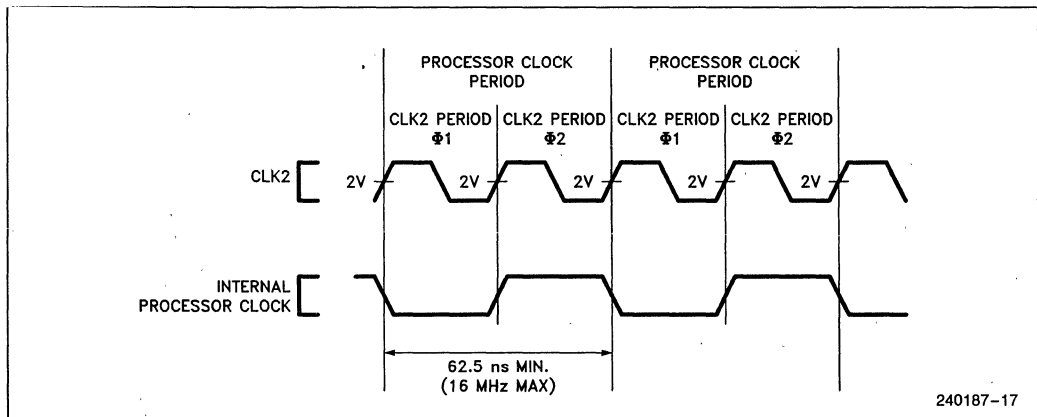 PROCESSOR CLOCK
PERIOD
PROCESSOR CLOCK
PERIOD
CLK2 PERIOD
Φ1
CLK2 PERIOD
Φ2
CLK2 PERIOD
Φ1
CLK2 PERIOD
Φ2
CLK2
2V
2V
2V
2V
2V
INTERNAL
PROCESSOR CLOCK
62.5 ns MIN.
(16 MHz MAX)
240187-17